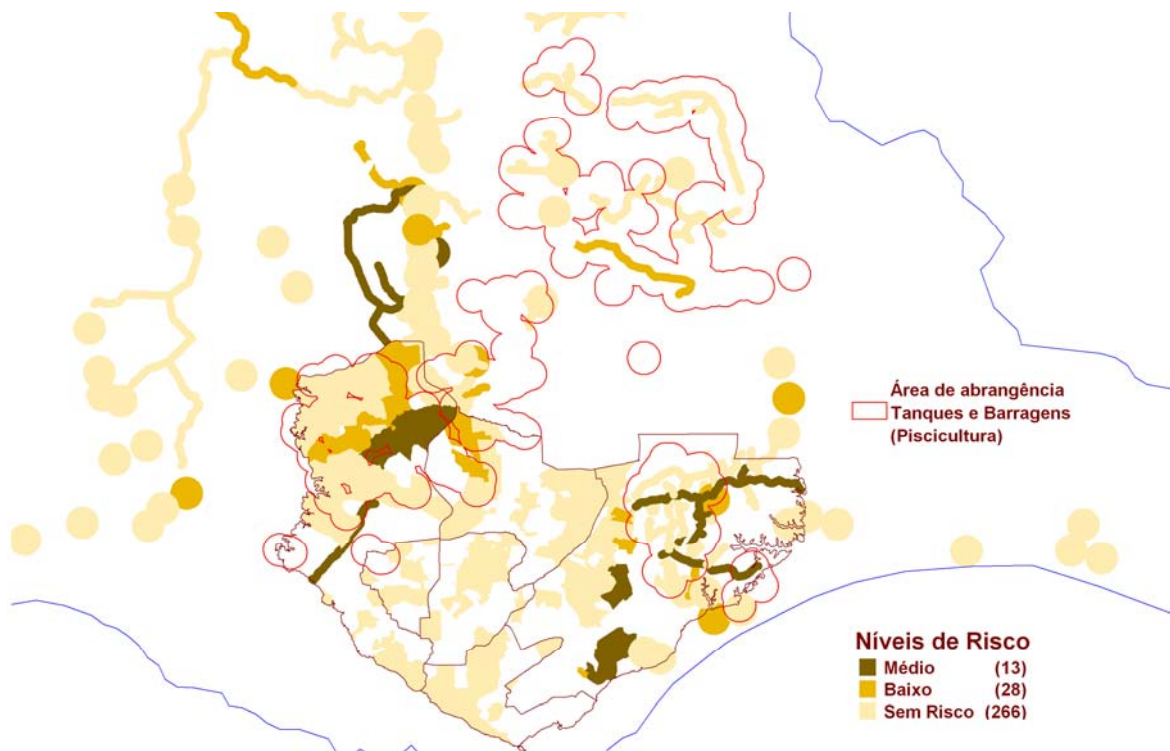 Área de abrangência
Tanques e Barragens
(Piscicultura)
Níveis de Risco
Médio (13)
Baixo (28)
Sem Risco (266)